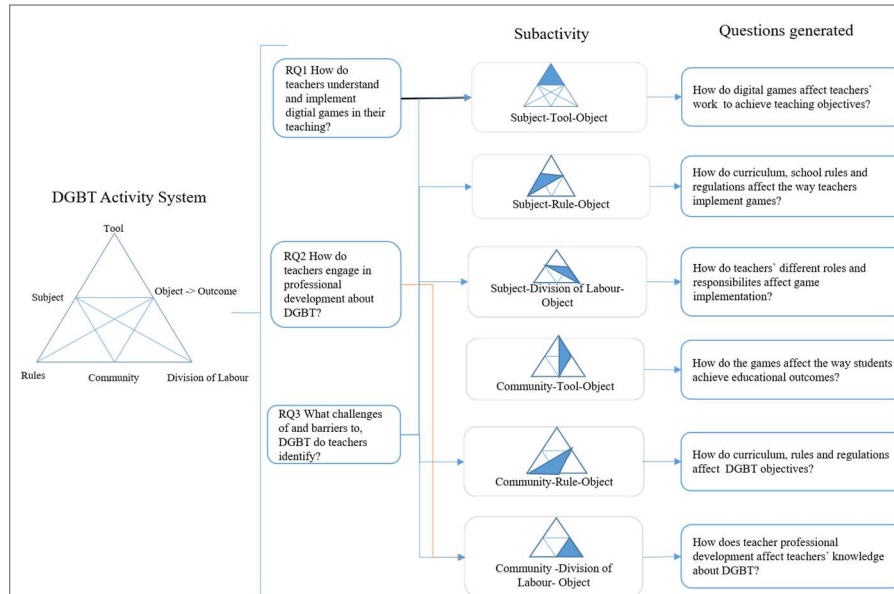 Subactivity
Questions generated
RQ1 How do
teachers understand
and implement
digtial games in their
teaching?
Subject-Tool-Object
How do digital games affect teachers`
work to achieve teaching objectives?
Subject-Rule-Object
How do curriculum, school rules and
regulations affect the way teachers
implement games?
DGBT Activity System
Tool
Subject
Object -> Outcome
Rules
Community
Division of Labour
RQ2 How do
teachers engage in
professional
development about
DGBT?
Subject-Division of Labour-
Object
How do teachers` different roles and
responsibilites affect game
implementation?
Community-Tool-Object
How do the games affect the way students
achieve educational outcomes?
RQ3 What challenges
of and barriers to,
DGBT do teachers
identify?
Community-Rule-Object
How do curriculum, rules and regulations
affect DGBT objectives?
Community -Division of
Labour- Object
How does teacher professional
development affect teachers´ knowledge
about DGBT?